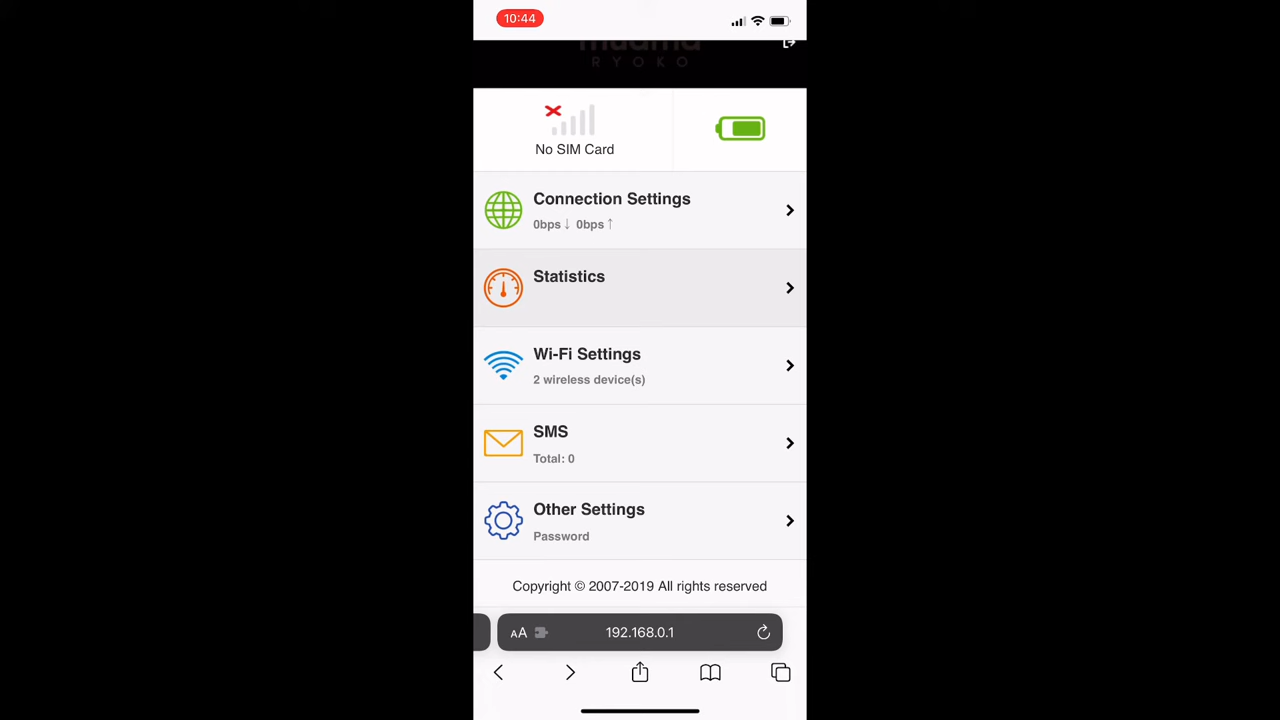 10:44
RYOKO
No SIM Card
Connection Settings
0bps ↓ 0bps ↑
Statistics
Wi-Fi Settings
2 wireless device(s)
SMS
Total: 0
Other Settings
Password
Copyright © 2007-2019 All rights reserved
AA
192.168.0.1